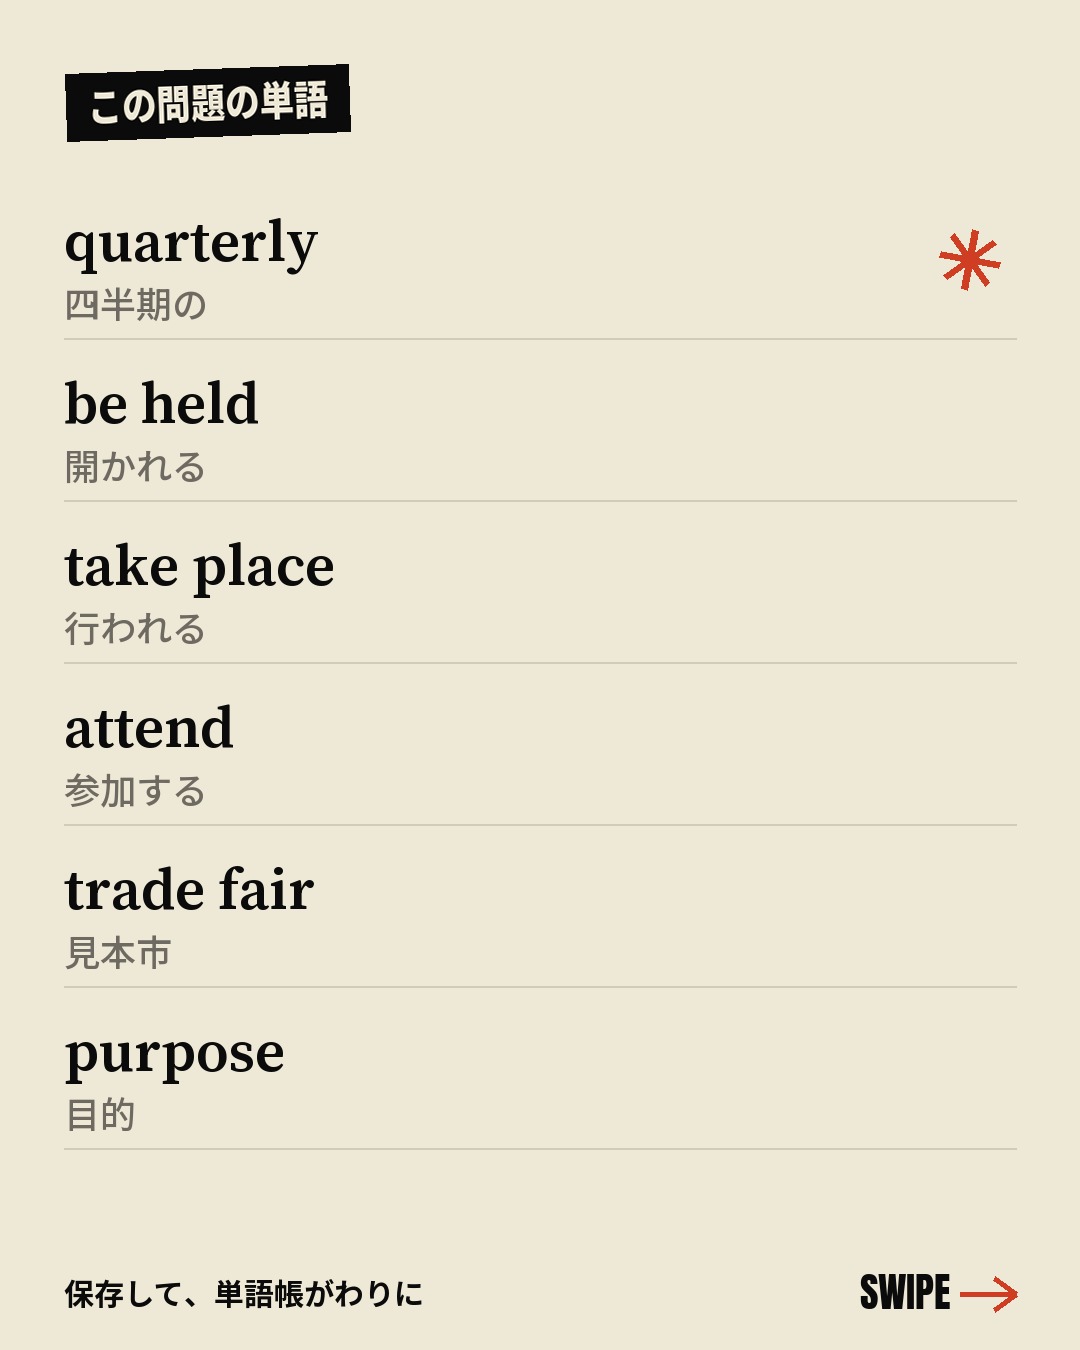 この問題の単語
quarterly
四半期の
be held
開かれる
take place
行われる
attend
参加する
trade fair
見本市
purpose
目的
保存して、単語帳がわりに
SWIPE